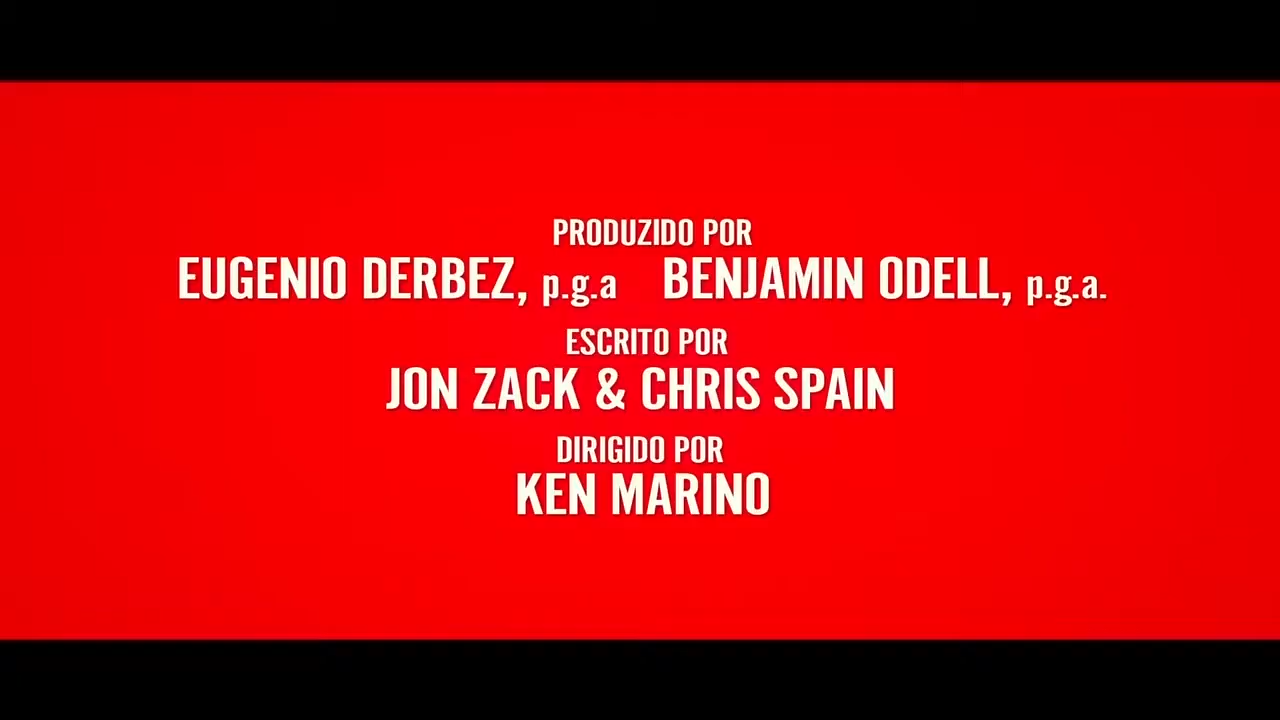 PRODUZIDO POR
EUGENIO DERBEZ, p.g.a BENJAMIN ODELL, p.g.a.
ESCRITO POR
JON ZACK & CHRIS SPAIN
DIRIGIDO POR
KEN MARINO